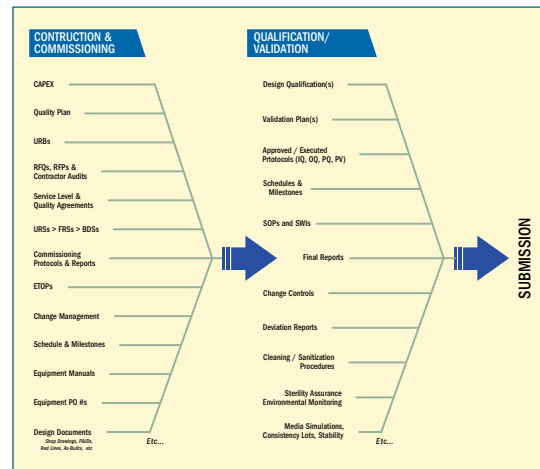 CONTRUCTION &
COMMISSIONING
CAPEX
Quality Plan
URBs
RFQs, RFPs &
Contractor Audits
Service Level &
Quality Agreements
URSs > FRSs > BDSs
Commissioning
Protocols & Reports
ETOPs
Change Management
Schedule & Milestones
Equipment Manuals
Equipment PO #s
Design Documents
Shop Drawings, P&IDs,
Red Lines, As-Builts, etc
Etc...
QUALIFICATION/
VALIDATION
Design Qualification(s)
Validation Plan(s)
Approved / Executed
Prtotocols (IQ, OQ, PQ, PV)
Schedules &
Milestones
SOPs and SWIs
Final Reports
Change Controls
Deviation Reports
Cleaning / Sanitization
Procedures
Sterility Assurance
Environmental Monitoring
Media Simulations,
Consistency Lots, Stability
Etc...
SUBMISSION